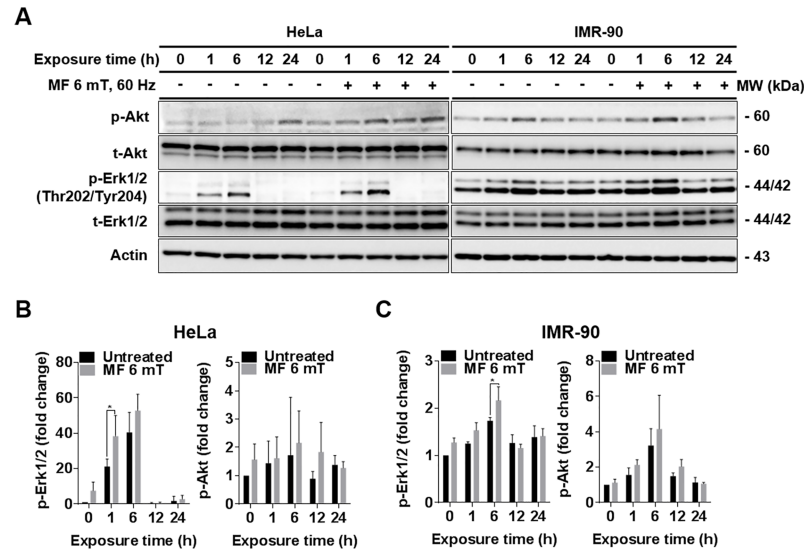 A
HeLa IMR-90
Exposure time (h) 0 1 6 12 24 0 1 6 12 24 0 1 6 12 24 0 1 6 12 24
MF 6 mT, 60 Hz - - - - - - + + + + - - - - - - + + + + MW (kDa)
p-Akt - 60
t-Akt - 60
p-Erk1/2 - 44/42
(Thr202/Tyr204)
t-Erk1/2 - 44/42
Actin - 43
B
HeLa
p-Erk1/2 (fold change)
80
60
40
20
0
Untreated
MF 6 mT
*
0 1 6 12 24
Exposure time (h)
p-Akt (fold change)
5
4
3
2
1
0
Untreated
MF 6 mT
0 1 6 12 24
Exposure time (h)
C
IMR-90
p-Erk1/2 (fold change)
3
2
1
0
Untreated
MF 6 mT
*
0 1 6 12 24
Exposure time (h)
p-Akt (fold change)
8
6
4
2
0
Untreated
MF 6 mT
0 1 6 12 24
Exposure time (h)